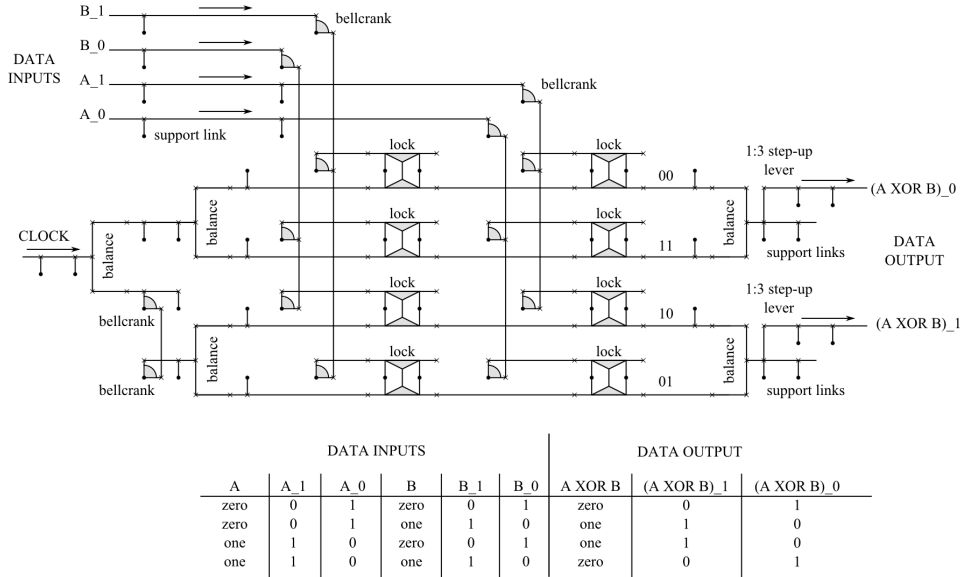 B_1
bellcrank
B_0
DATA
INPUTS
A_1
bellcrank
A_0
support link
lock
lock
1:3 step-up
lever
00
(A XOR B)_0
balance
balance
CLOCK
lock
lock
balance
11
support links
DATA
OUTPUT
lock
lock
1:3 step-up
lever
bellcrank
10
(A XOR B)_1
balance
balance
lock
lock
bellcrank
01
support links
DATA INPUTS DATA OUTPUT
A A_1 A_0 B B_1 B_0 A XOR B (A XOR B)_1 (A XOR B)_0
zero 0 1 zero 0 1 zero 0 1
zero 0 1 one 1 0 one 1 0
one 1 0 zero 0 1 one 1 0
one 1 0 one 1 0 zero 0 1